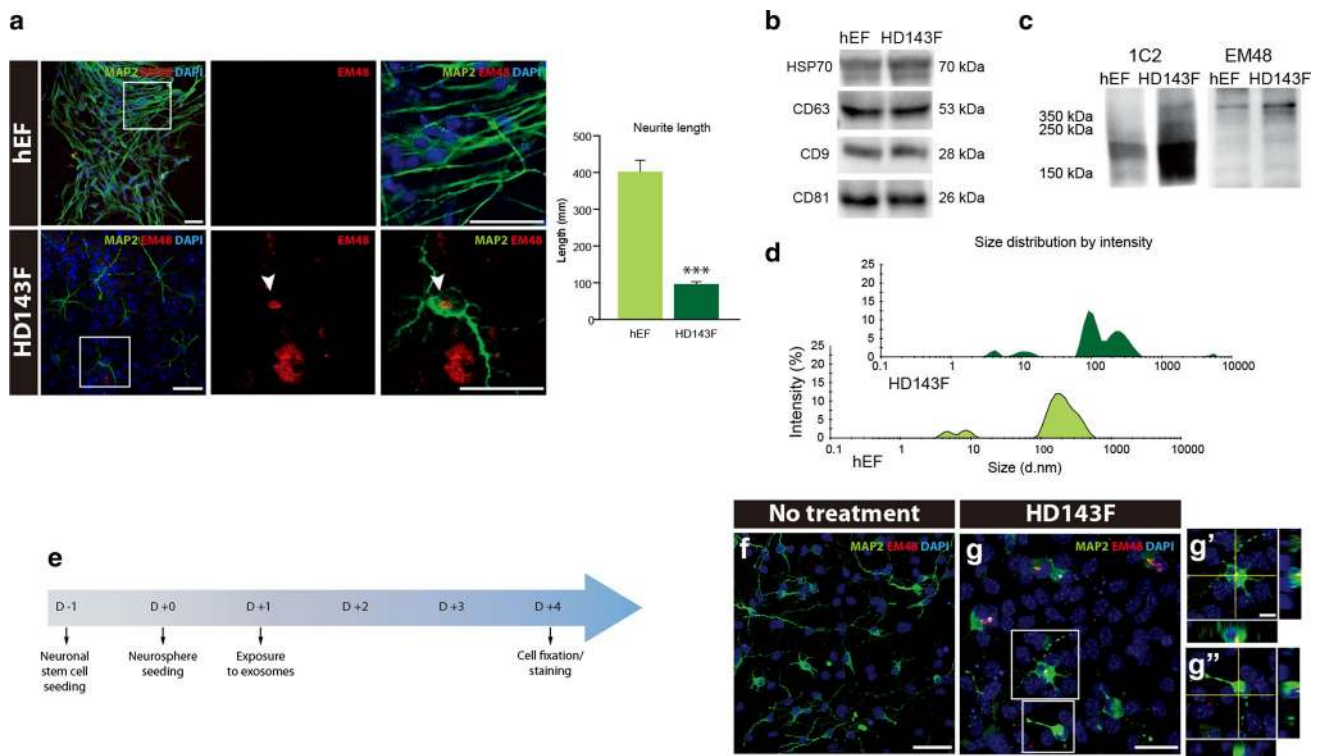 a
hEF
MAP2 EM48 DAPI
EM48
MAP2 EM48 DAPI
HD143F
MAP2 EM48 DAPI
EM48
MAP2 EM48
Neurite length
Length (mm)
500
400
300
200
100
0
hEF
HD143F
***
b
hEF HD143F
HSP70 70 kDa
CD63 53 kDa
CD9 28 kDa
CD81 26 kDa
c
1C2 EM48
hEF HD143F hEF HD143F
350 kDa
250 kDa
150 kDa
d
Size distribution by intensity
25
20
15
10
5
0
0.1 1 10 100 1000 10000
HD143F
Intensity (%)
25
20
15
10
5
0
0.1 1 10 100 1000 10000
hEF
Size (d.nm)
e
D -1 D +0 D +1 D +2 D +3 D +4
Neuronal
stem cell
seeding
Neurosphere
seeding
Exposure
to exosomes
Cell fixation/
staining
No treatment
f
MAP2 EM48 DAPI
HD143F
g
MAP2 EM48 DAPI
g'
g"